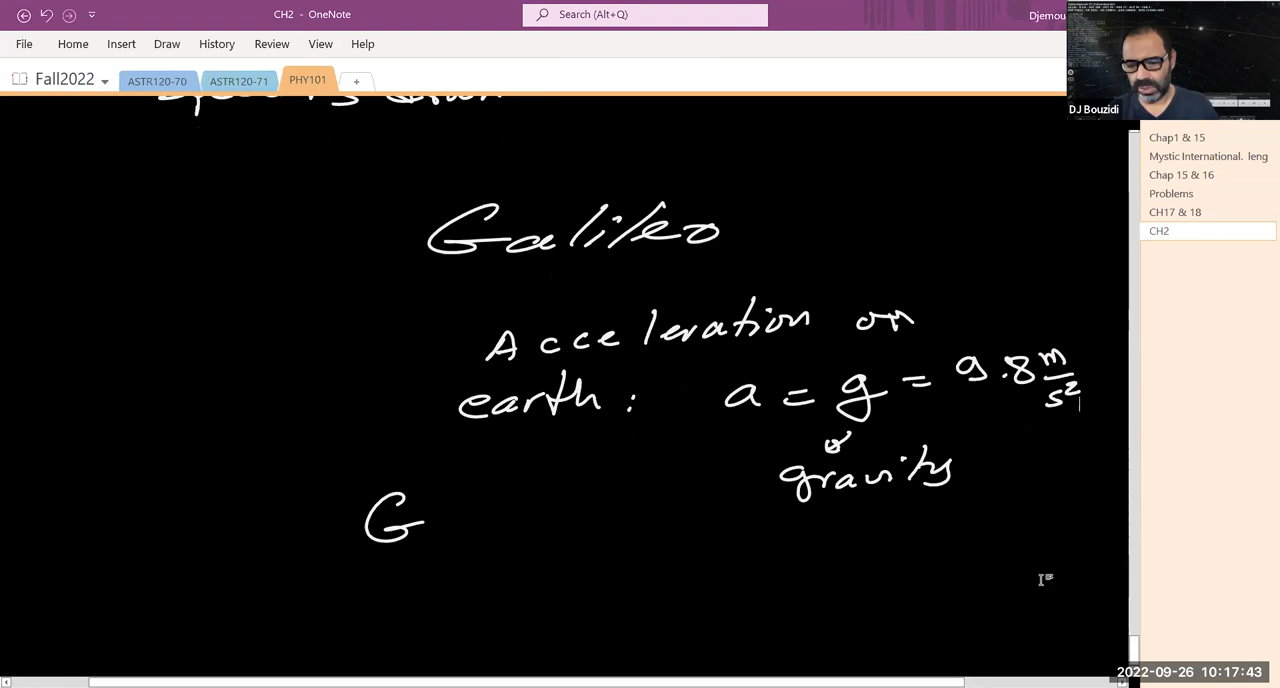 CH2 - OneNote
Search (Alt+Q)
Djemou
File Home Insert Draw History Review View Help
Fall2022
ASTR120-70
ASTR120-71
PHY101
DJ Bouzidi
Chap1 & 15
Mystic International. leng
Chap 15 & 16
Problems
CH17 & 18
CH2
Galileo
Acceleration on
earth: a = g = 9.8 m/s²
gravity
G
2022-09-26 10:17:43